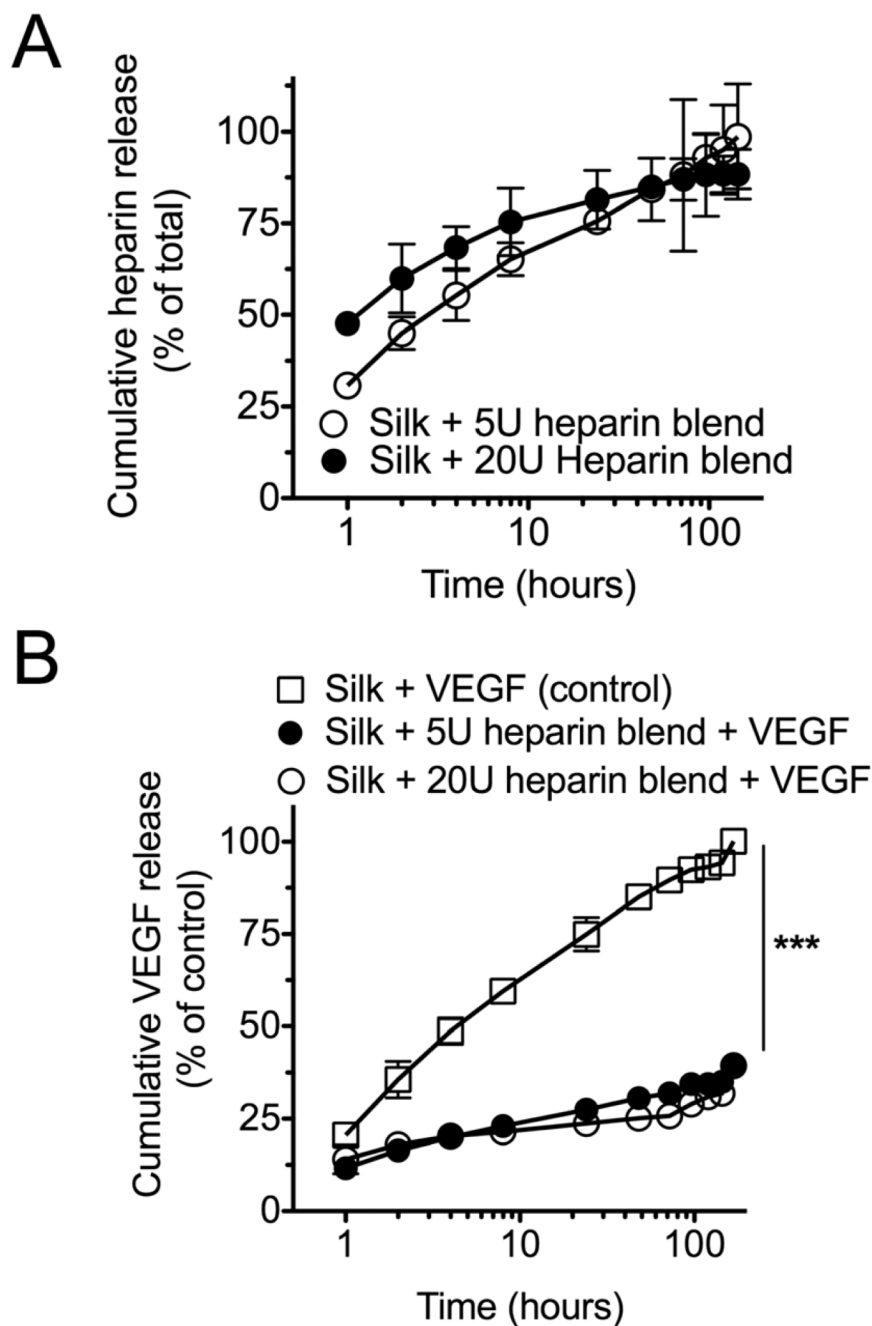 A
Cumulative heparin release
(% of total)
100
75
50
25
0
Silk + 5U heparin blend
Silk + 20U Heparin blend
1
10
100
Time (hours)
B
Silk + VEGF (control)
Silk + 5U heparin blend + VEGF
Silk + 20U heparin blend + VEGF
Cumulative VEGF release
(% of control)
100
75
50
25
0
***
1
10
100
Time (hours)